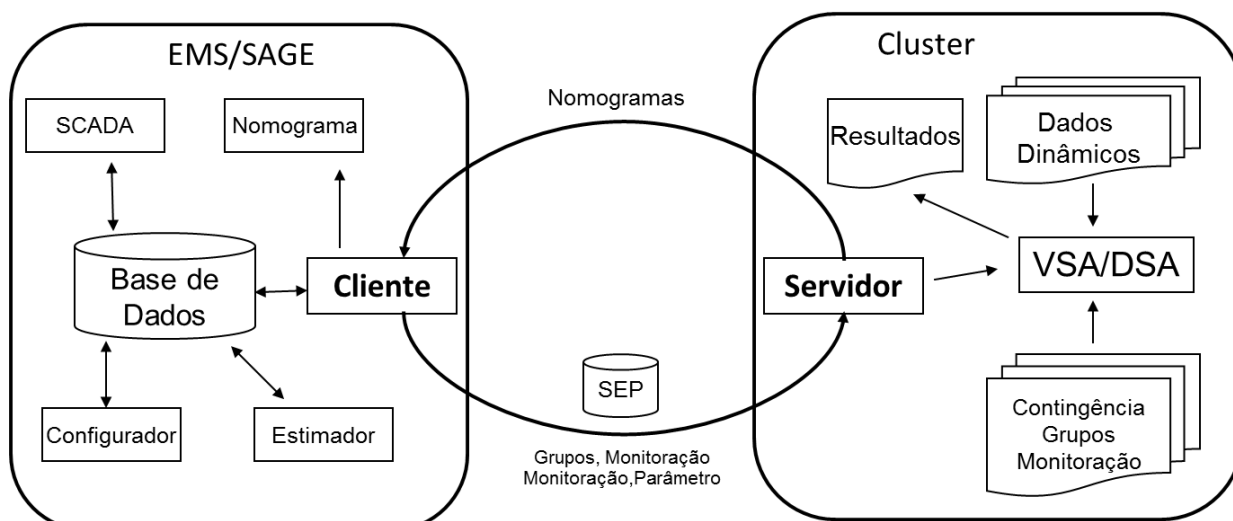 EMS/SAGE
SCADA
Nomograma
Base de
Dados
Cliente
Configurador
Estimador
Nomogramas
SEP
Grupos, Monitoração
Monitoração,Parâmetro
Cluster
Resultados
Dados
Dinâmicos
Servidor
VSA/DSA
Contingência
Grupos
Monitoração